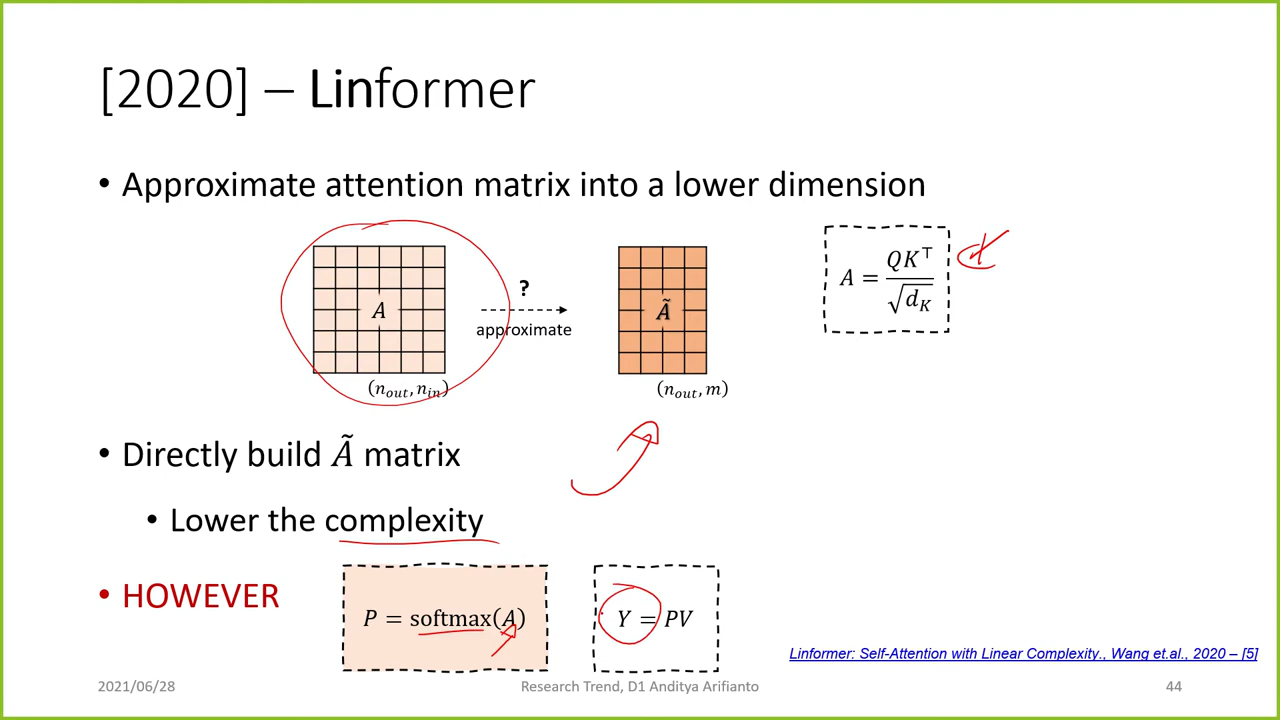 [2020] – Linformer
• Approximate attention matrix into a lower dimension
A
(n_out, n_in)
?
approximate
Ã
(n_out, m)
A = QK^⊤ / √d_K
• Directly build Ã matrix
• Lower the complexity
• HOWEVER
P = softmax(A)
Y = PV
Linformer: Self-Attention with Linear Complexity., Wang et.al., 2020 – [5]
2021/06/28
Research Trend, D1 Anditya Arifianto
44